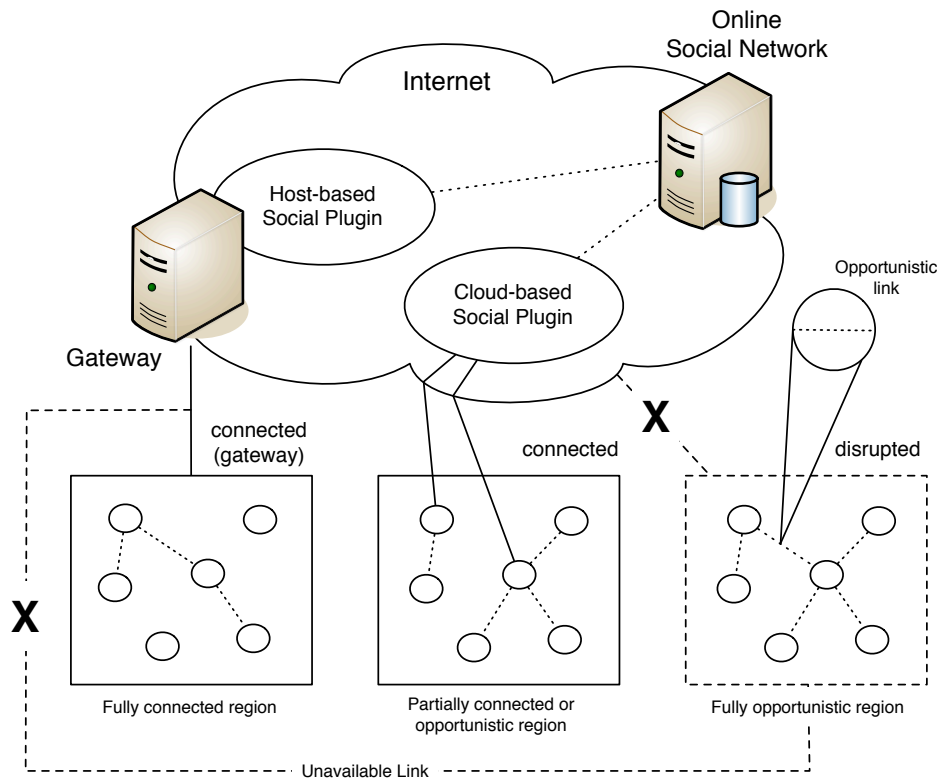 Online
Social Network
Internet
Host-based
Social Plugin
Cloud-based
Social Plugin
Opportunistic
link
Gateway
X
connected
(gateway)
connected
disrupted
X
Fully connected region
Partially connected or
opportunistic region
Fully opportunistic region
Unavailable Link